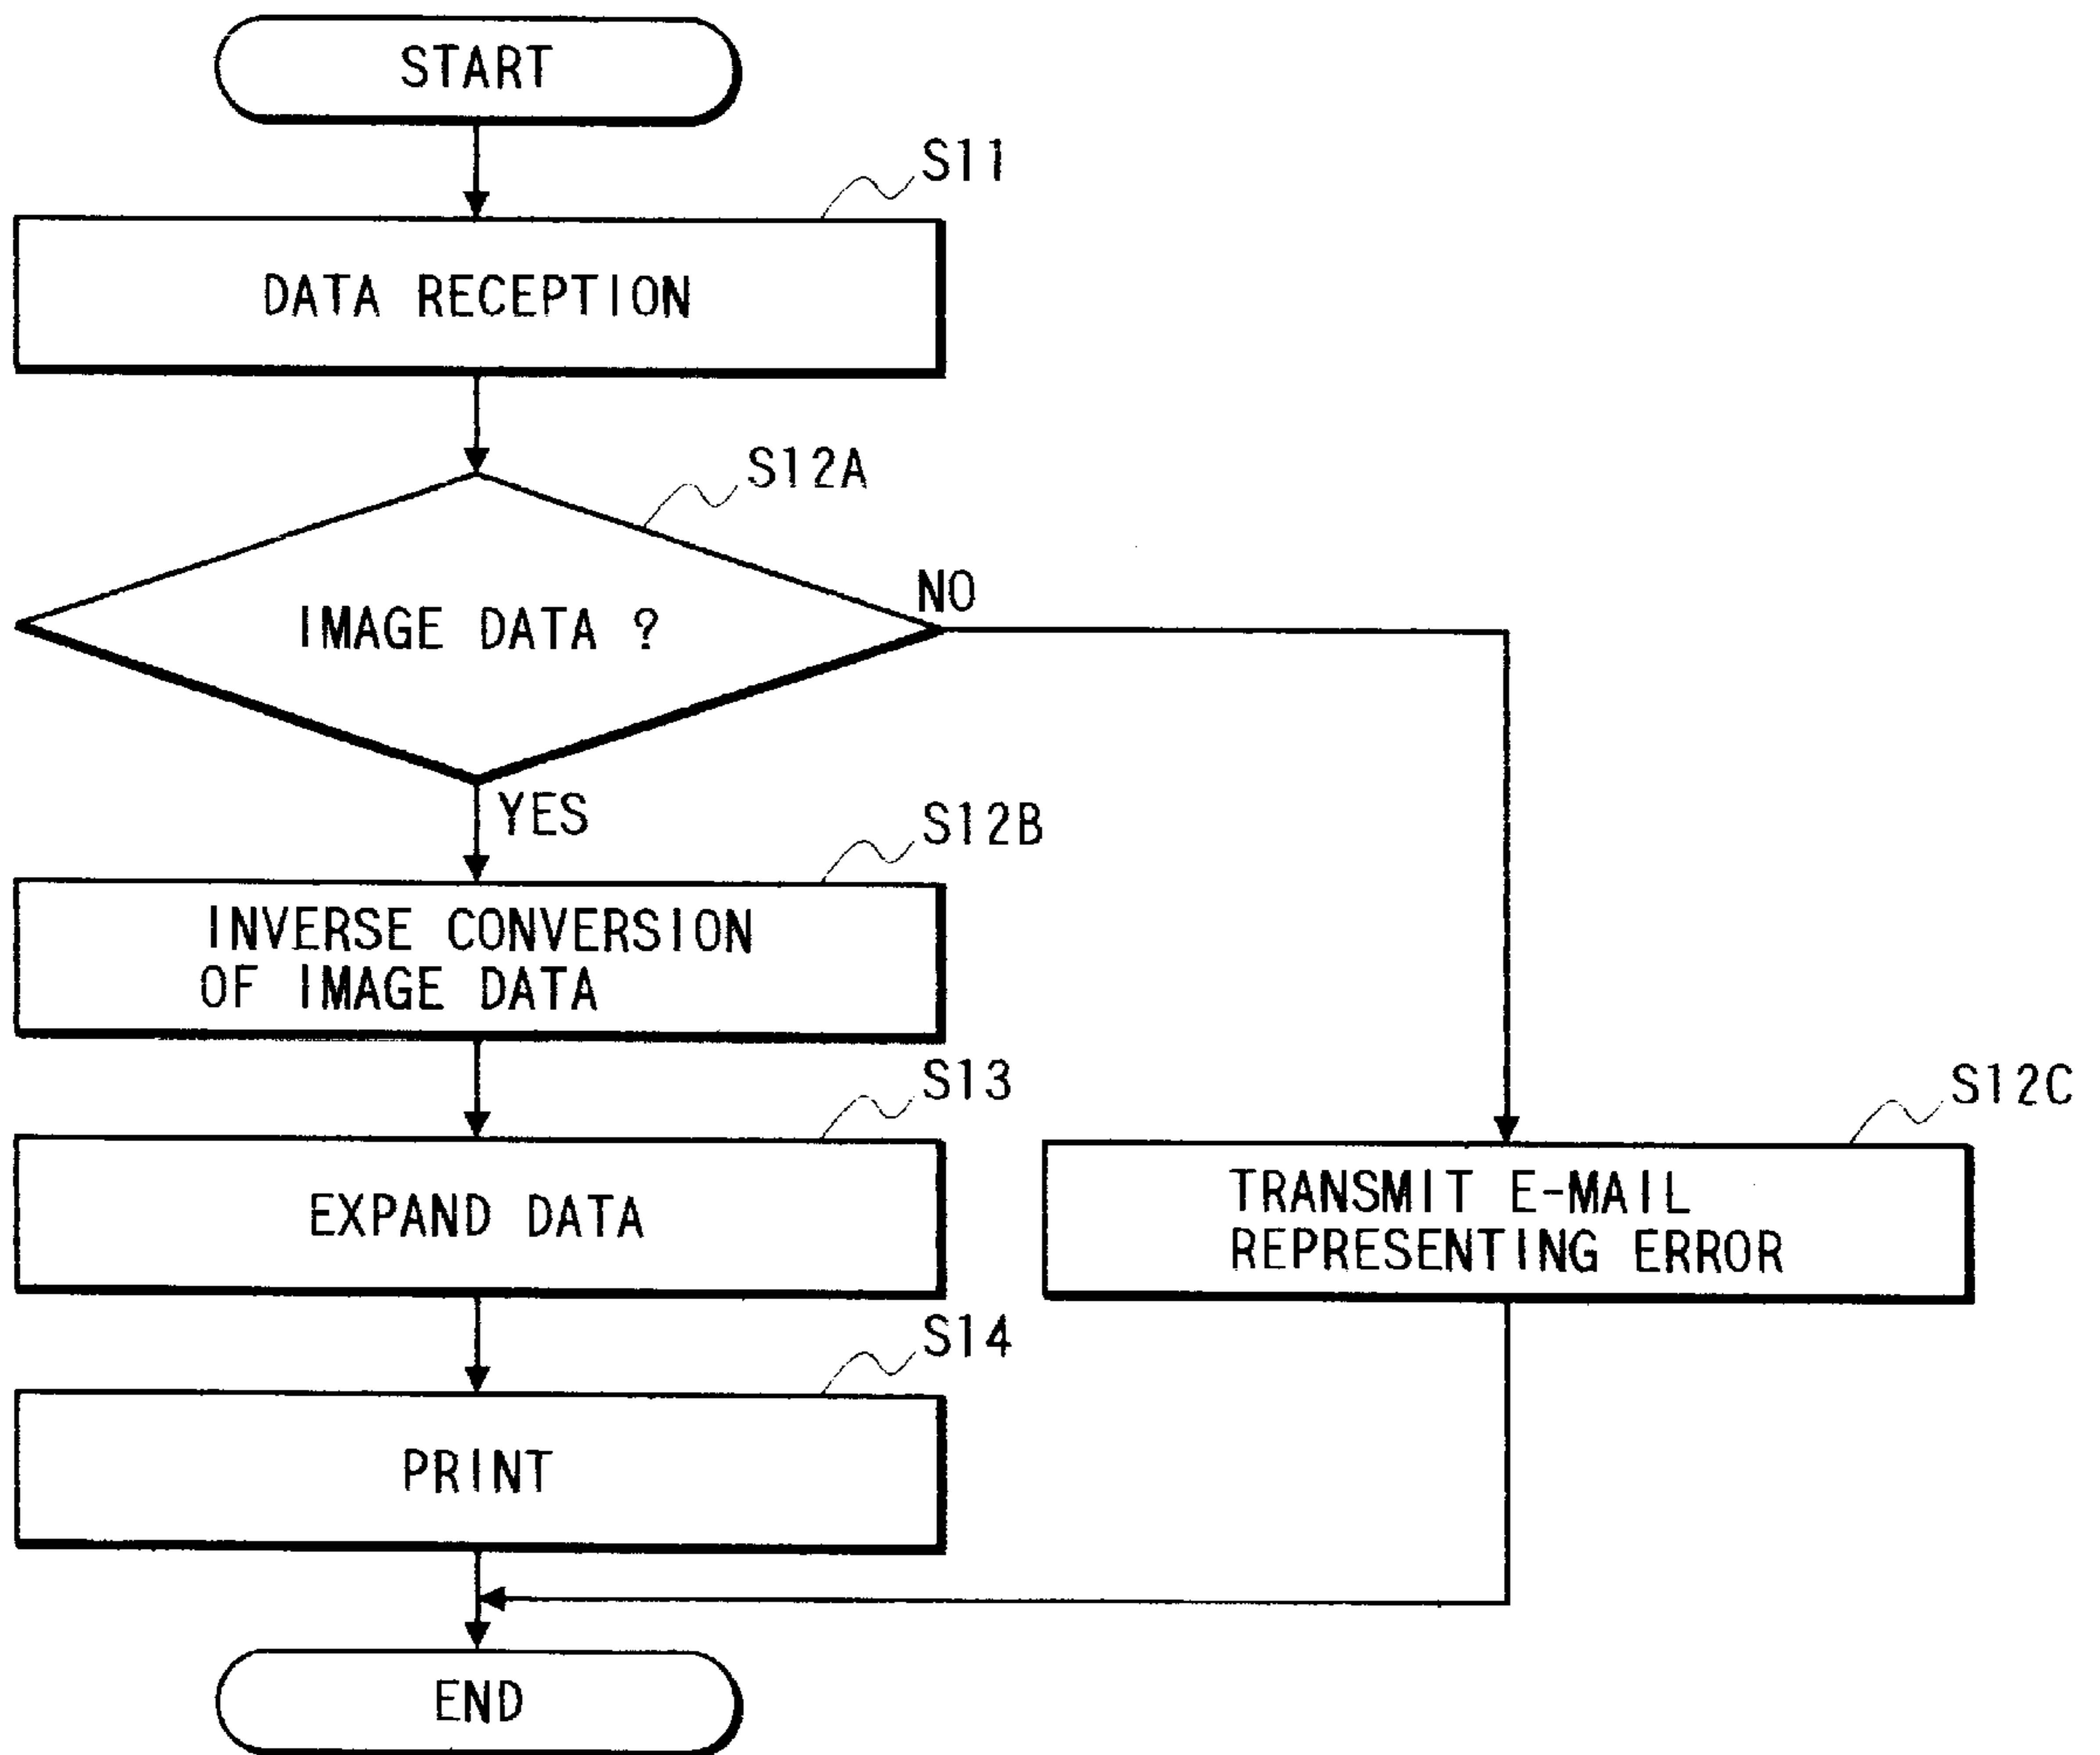 START
S11
DATA RECEPTION
S12A
IMAGE DATA ?
NO
YES
S12B
INVERSE CONVERSION
OF IMAGE DATA
S13
EXPAND DATA
S12C
TRANSMIT E-MAIL
REPRESENTING ERROR
S14
PRINT
END